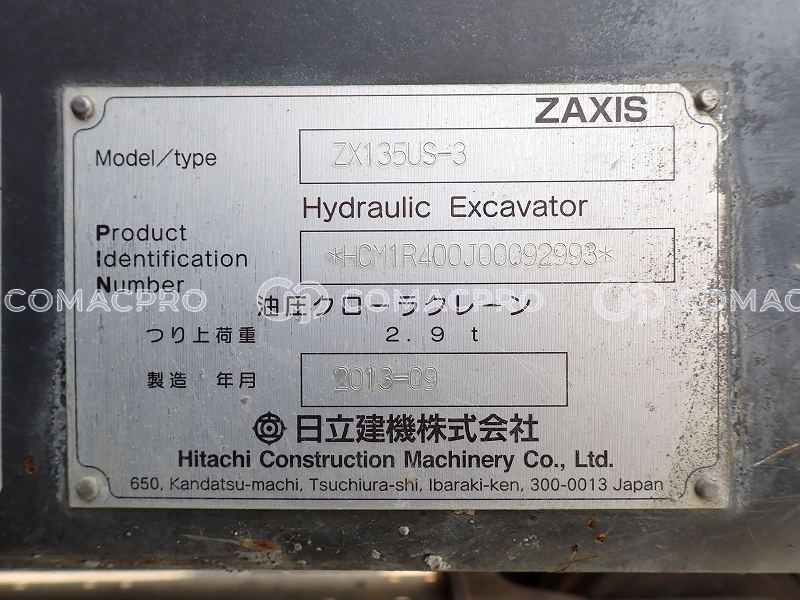 ZAXIS
Model/type ZX135US-3
Hydraulic Excavator
Product
Identification
Number
*HCM1R400J00092993*
COMACPRO COMACPRO COMACPRO
油圧クローラクレーン
つり上荷重 2.9 t
製造 年月 2013-09
日立建機株式会社
Hitachi Construction Machinery Co., Ltd.
650, Kandatsu-machi, Tsuchiura-shi, Ibaraki-ken, 300-0013 Japan